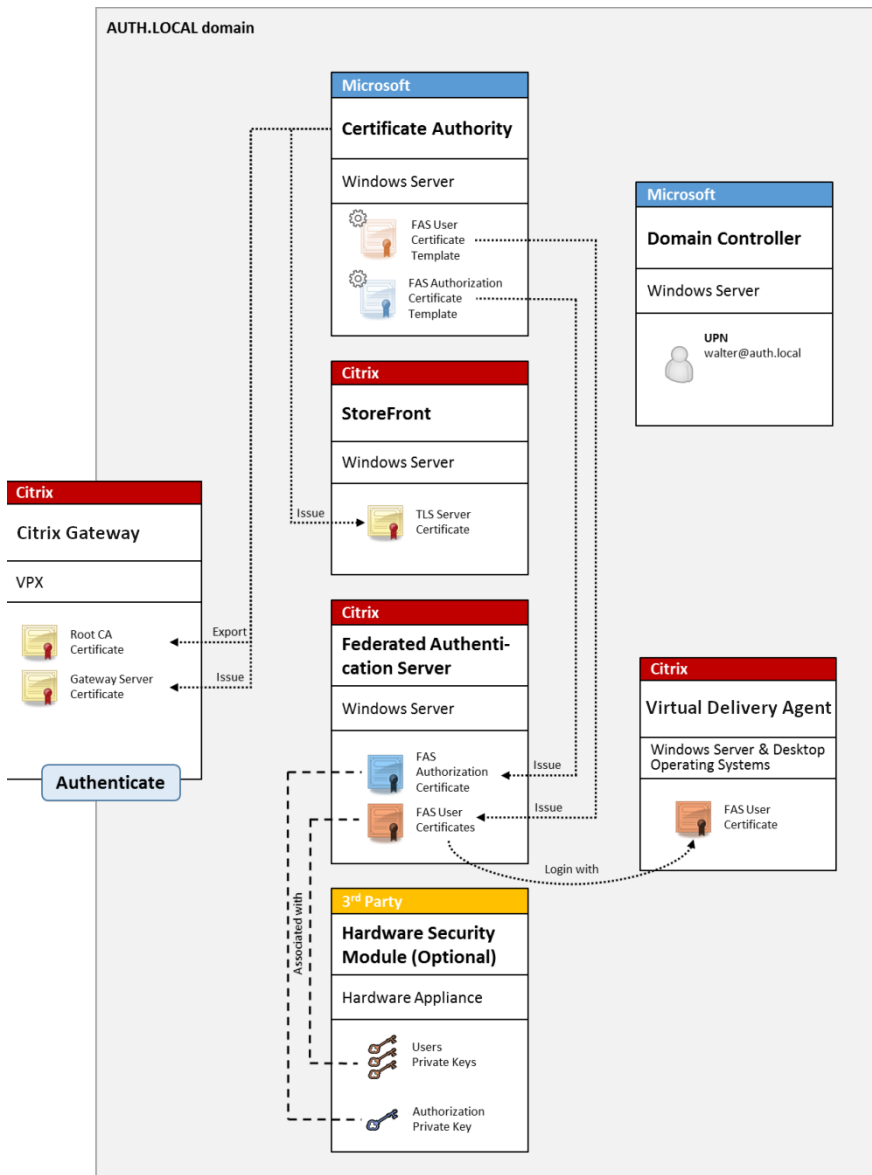 AUTH.LOCAL domain
Microsoft
Certificate Authority
Windows Server
FAS User
Certificate
Template
FAS Authorization
Certificate
Template
Microsoft
Domain Controller
Windows Server
UPN
walter@auth.local
Citrix
StoreFront
Windows Server
Issue
TLS Server
Certificate
Citrix
Citrix Gateway
VPX
Root CA
Certificate
Export
Gateway Server
Certificate
Issue
Authenticate
Citrix
Federated Authenti-
cation Server
Windows Server
FAS
Authorization
Certificate
Issue
FAS User
Certificates
Issue
Login with
Citrix
Virtual Delivery Agent
Windows Server & Desktop
Operating Systems
FAS User
Certificate
Associated with
3rd Party
Hardware Security
Module (Optional)
Hardware Appliance
Users
Private Keys
Authorization
Private Key